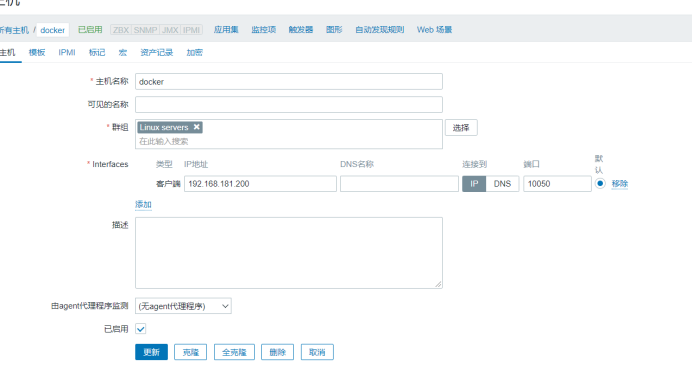 主机
所有主机 / docker 已启用 ZBX SNMP JMX IPMI 应用集 监控项 触发器 图形 自动发现规则 Web 场景
主机 模板 IPMI 标记 宏 资产记录 加密
* 主机名称 docker
可见的名称
* 群组 Linux servers ✕ 选择
在此输入搜索
* Interfaces 类型 IP地址 DNS名称 连接到 端口 默认
客户端 192.168.181.200 IP DNS 10050 移除
添加
描述
由agent代理程序监测 (无agent代理程序)
已启用
更新 克隆 全克隆 删除 取消